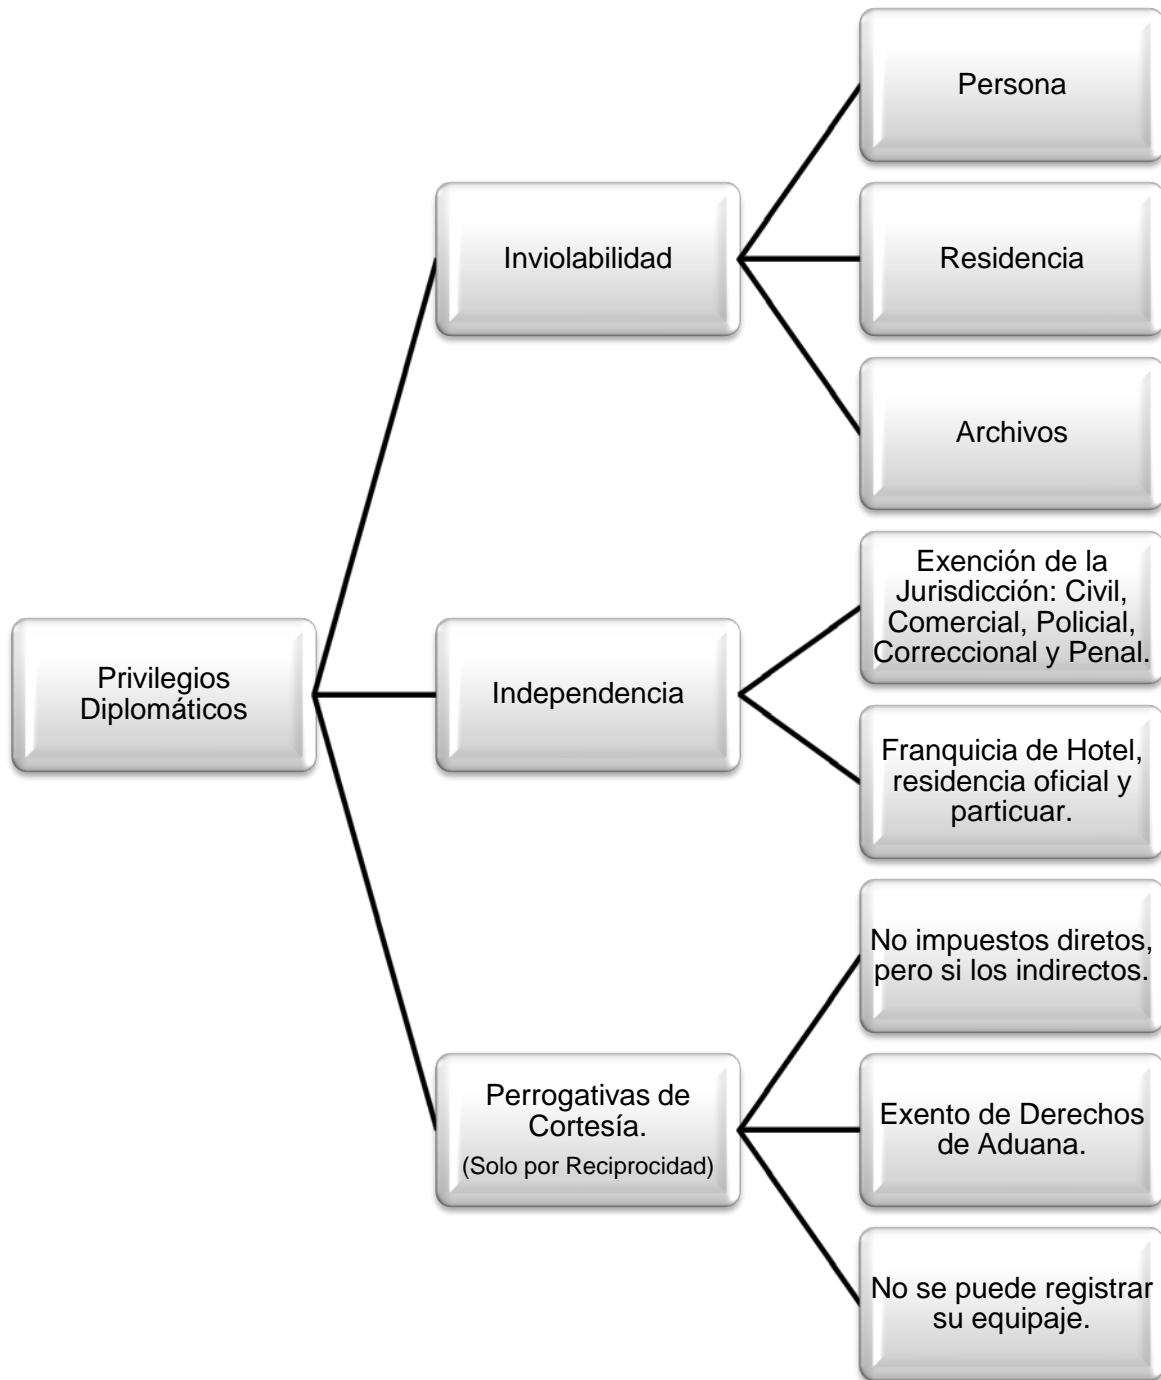 Privilegios
Diplomáticos
Inviolabilidad
Persona
Residencia
Archivos
Independencia
Exención de la
Jurisdicción: Civil,
Comercial, Policial,
Correccional y Penal.
Franquicia de Hotel,
residencia oficial y
particuar.
Perrogativas de
Cortesía.
(Solo por Reciprocidad)
No impuestos diretos,
pero si los indirectos.
Exento de Derechos
de Aduana.
No se puede registrar
su equipaje.